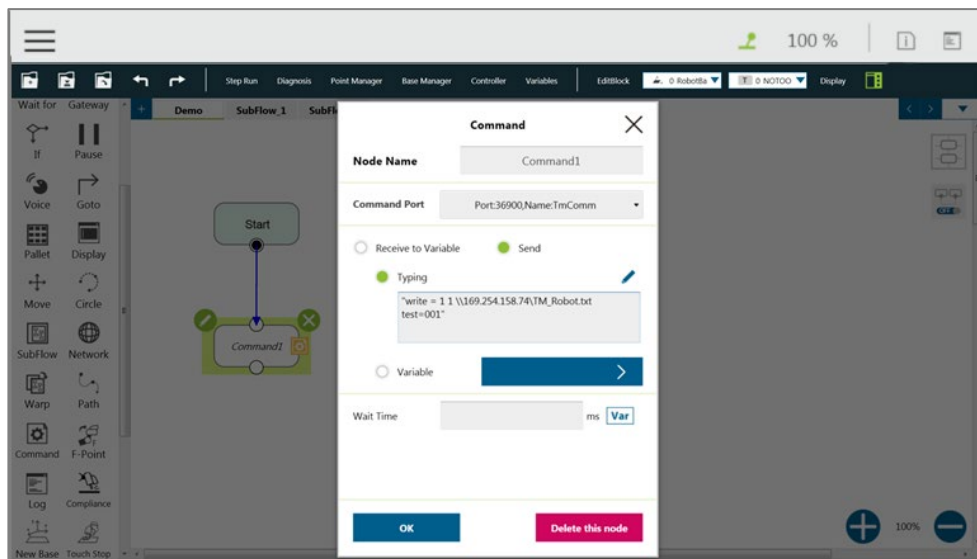 100 %
Step Run Diagnosis Point Manager Base Manager Controller Variables EditBlock 0 RobotBa T 0 NOTOO Display
Wait for Gateway
+ Demo SubFlow_1 SubFl
If Pause
Voice Goto
Pallet Display
Move Circle
SubFlow Network
Warp Path
Command F-Point
Log Compliance
New Base Touch Stop
Start
Command1
Command
Node Name Command1
Command Port Port:36900,Name:TmComm
Receive to Variable Send
Typing
"write = 1 1 \\169.254.158.74\TM_Robot.txt
test=001"
Variable
Wait Time ms Var
OK Delete this node
OFF
100%